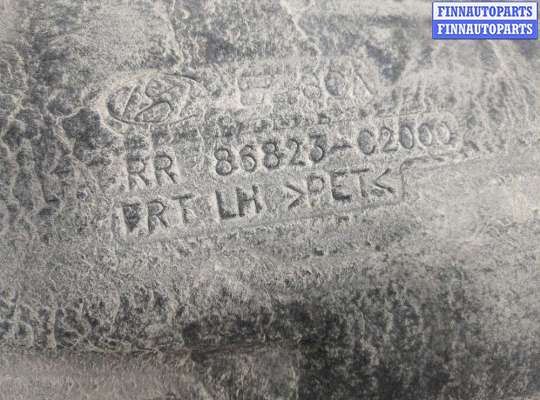 FINNAUTOPARTS
FINNAUTOPARTS
RR 86823-C2000
FRT LH >PET<